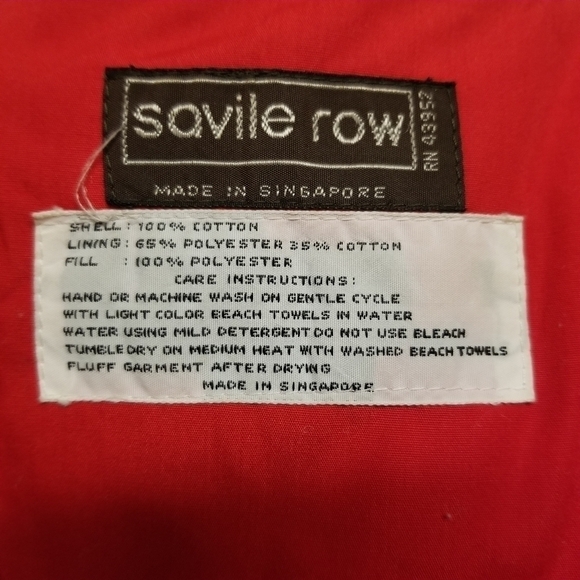 savile row
RN 43952
MADE IN SINGAPORE
SHELL: 100% COTTON
LINING: 65% POLYESTER 35% COTTON
FILL : 100% POLYESTER
CARE INSTRUCTIONS:
HAND OR MACHINE WASH ON GENTLE CYCLE
WITH LIGHT COLOR BEACH TOWELS IN WATER
WATER USING MILD DETERGENT DO NOT USE BLEACH
TUMBLE DRY ON MEDIUM HEAT WITH WASHED BEACH TOWELS
FLUFF GARMENT AFTER DRYING
MADE IN SINGAPORE